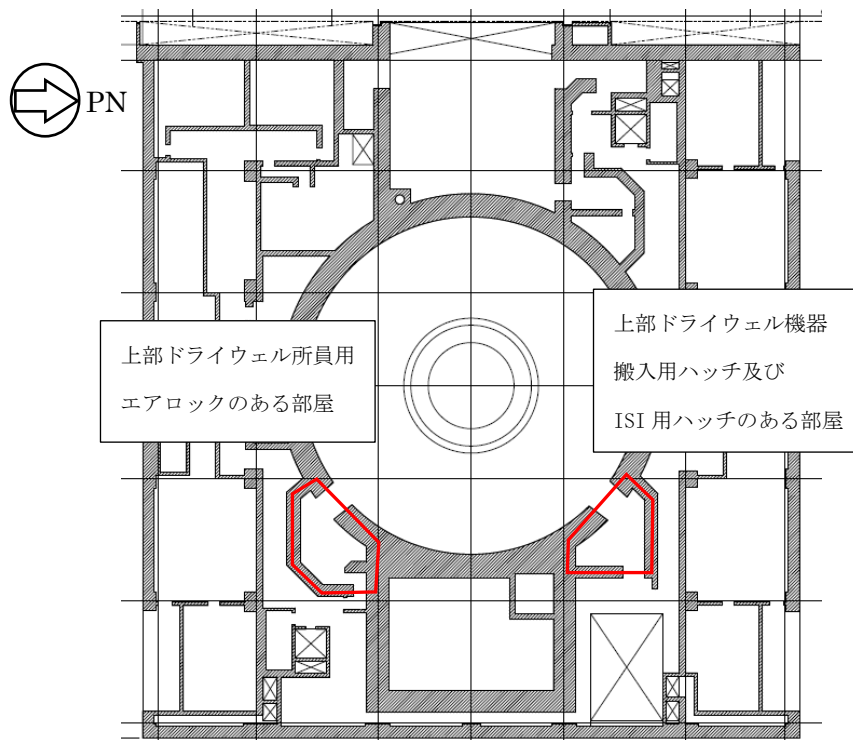 PN
上部ドライウェル所員用
エアロックのある部屋
上部ドライウェル機器
搬入用ハッチ及び
ISI 用ハッチのある部屋